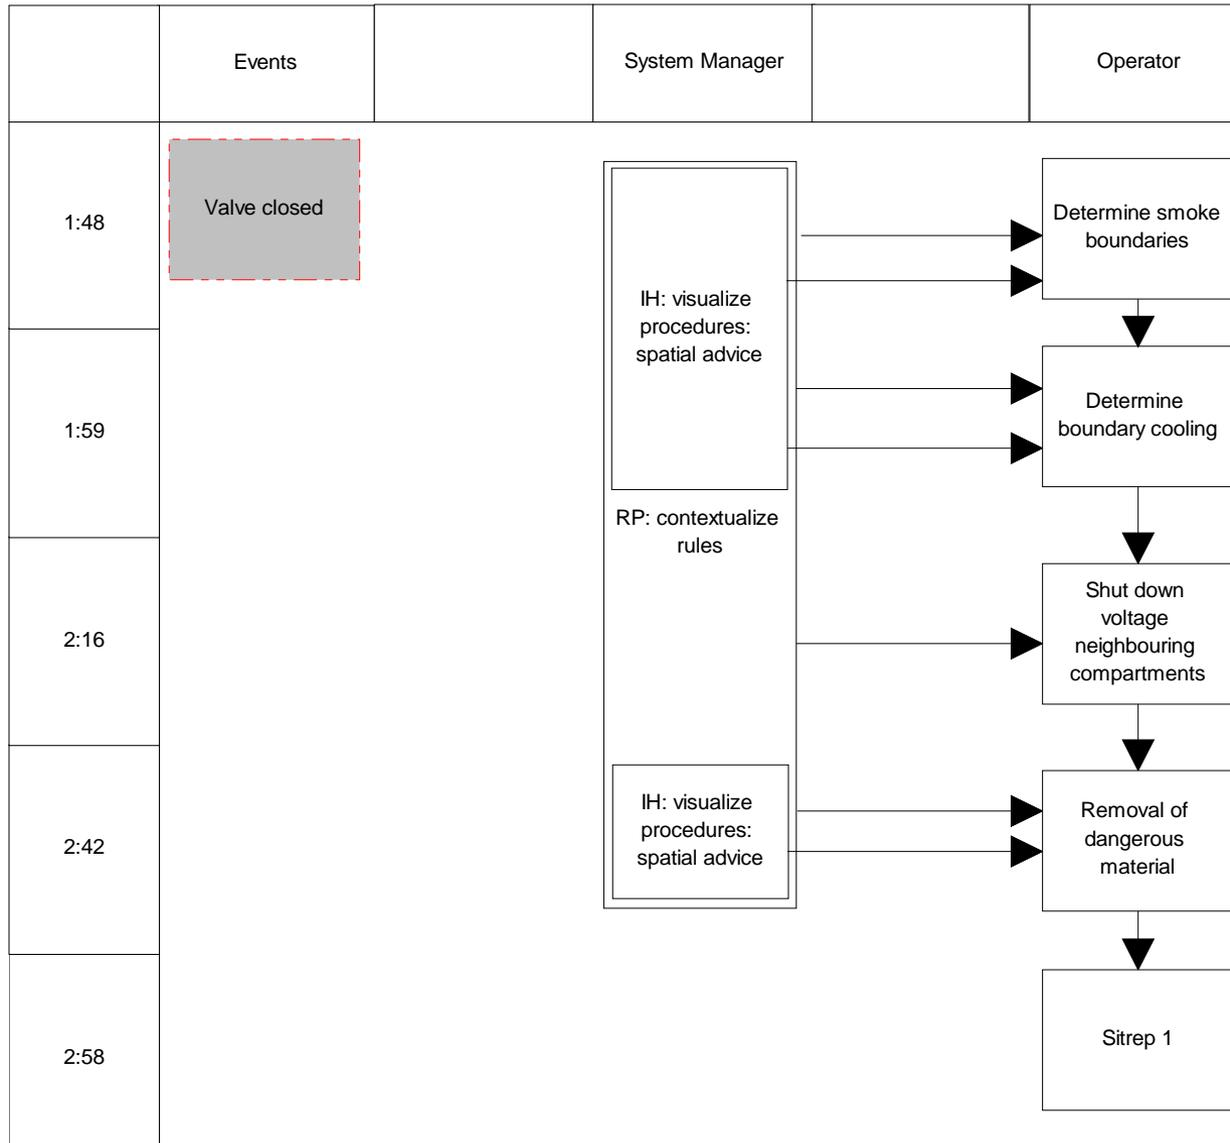 Events
System Manager
Operator
1:48
Valve closed
IH: visualize
procedures:
spatial advice
Determine smoke
boundaries
1:59
Determine
boundary cooling
RP: contextualize
rules
2:16
Shut down
voltage
neighbouring
compartments
2:42
IH: visualize
procedures:
spatial advice
Removal of
dangerous
material
2:58
Sitrep 1